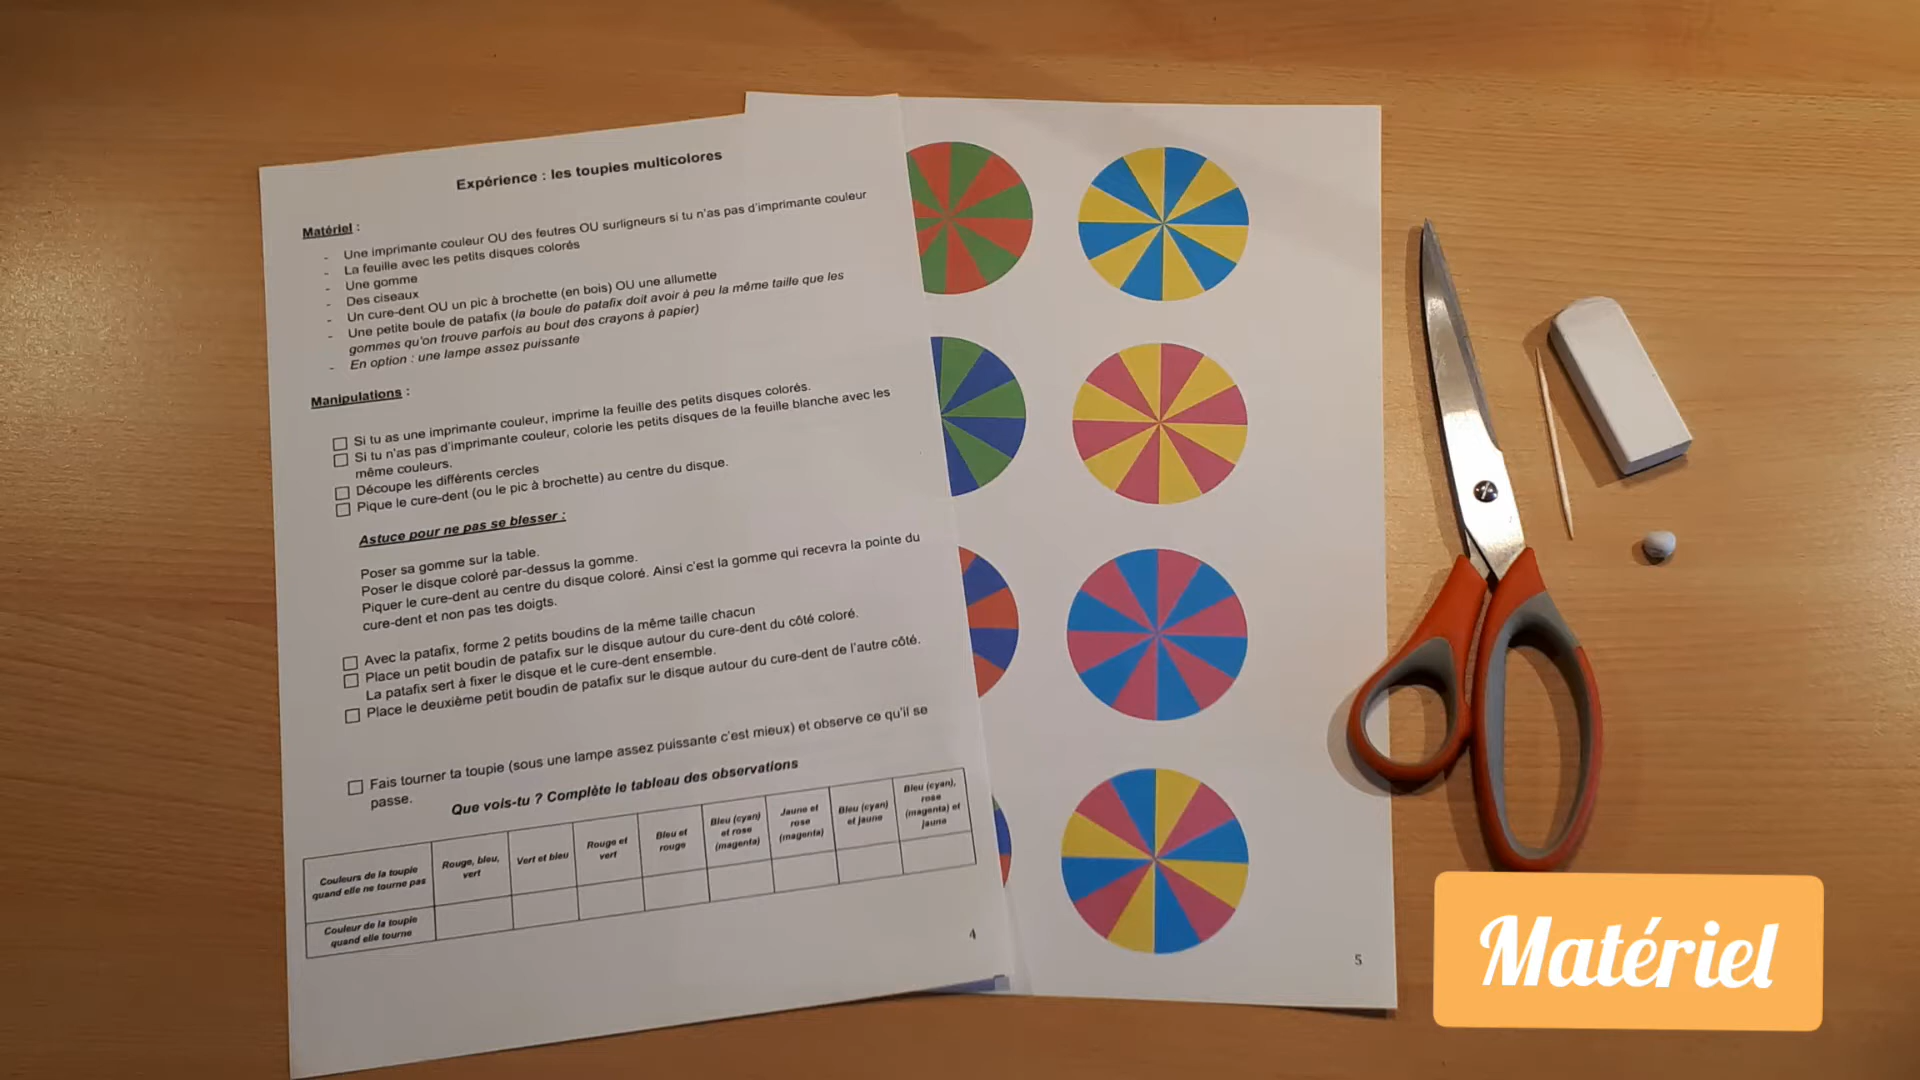 Expérience : les toupies multicolores
Matériel :
- Une imprimante couleur OU des feutres OU surligneurs si tu n'as pas d'imprimante couleur
- La feuille avec les petits disques colorés
- Une gomme
- Des ciseaux
- Un cure-dent OU un pic à brochette (en bois) OU une allumette
- Une petite boule de patafix (la boule de patafix doit avoir à peu la même taille que les
gommes qu'on trouve parfois au bout des crayons à papier)
- En option : une lampe assez puissante
Manipulations :
Si tu as une imprimante couleur, imprime la feuille des petits disques colorés.
Si tu n'as pas d'imprimante couleur, colorie les petits disques de la feuille blanche avec les
même couleurs.
Découpe les différents cercles
Pique le cure-dent (ou le pic à brochette) au centre du disque.
Astuce pour ne pas se blesser :
Poser sa gomme sur la table.
Poser le disque coloré par-dessus la gomme.
Piquer le cure-dent au centre du disque coloré. Ainsi c'est la gomme qui recevra la pointe du
cure-dent et non pas tes doigts.
Avec la patafix, forme 2 petits boudins de la même taille chacun
Place un petit boudin de patafix sur le disque autour du cure-dent du côté coloré.
La patafix sert à fixer le disque et le cure-dent ensemble.
Place le deuxième petit boudin de patafix sur le disque autour du cure-dent de l'autre côté.
Fais tourner ta toupie (sous une lampe assez puissante c'est mieux) et observe ce qu'il se
passe.
Que vois-tu ? Complète le tableau des observations
Couleurs de la toupie
quand elle ne tourne pas
Rouge, bleu,
vert
Vert et bleu
Rouge et
vert
Bleu et
rouge
Bleu (cyan)
et rose
(magenta)
Jaune et
rose
(magenta)
Bleu (cyan)
et jaune
Bleu (cyan),
rose
(magenta) et
jaune
Couleur de la toupie
quand elle tourne
4
5
Matériel